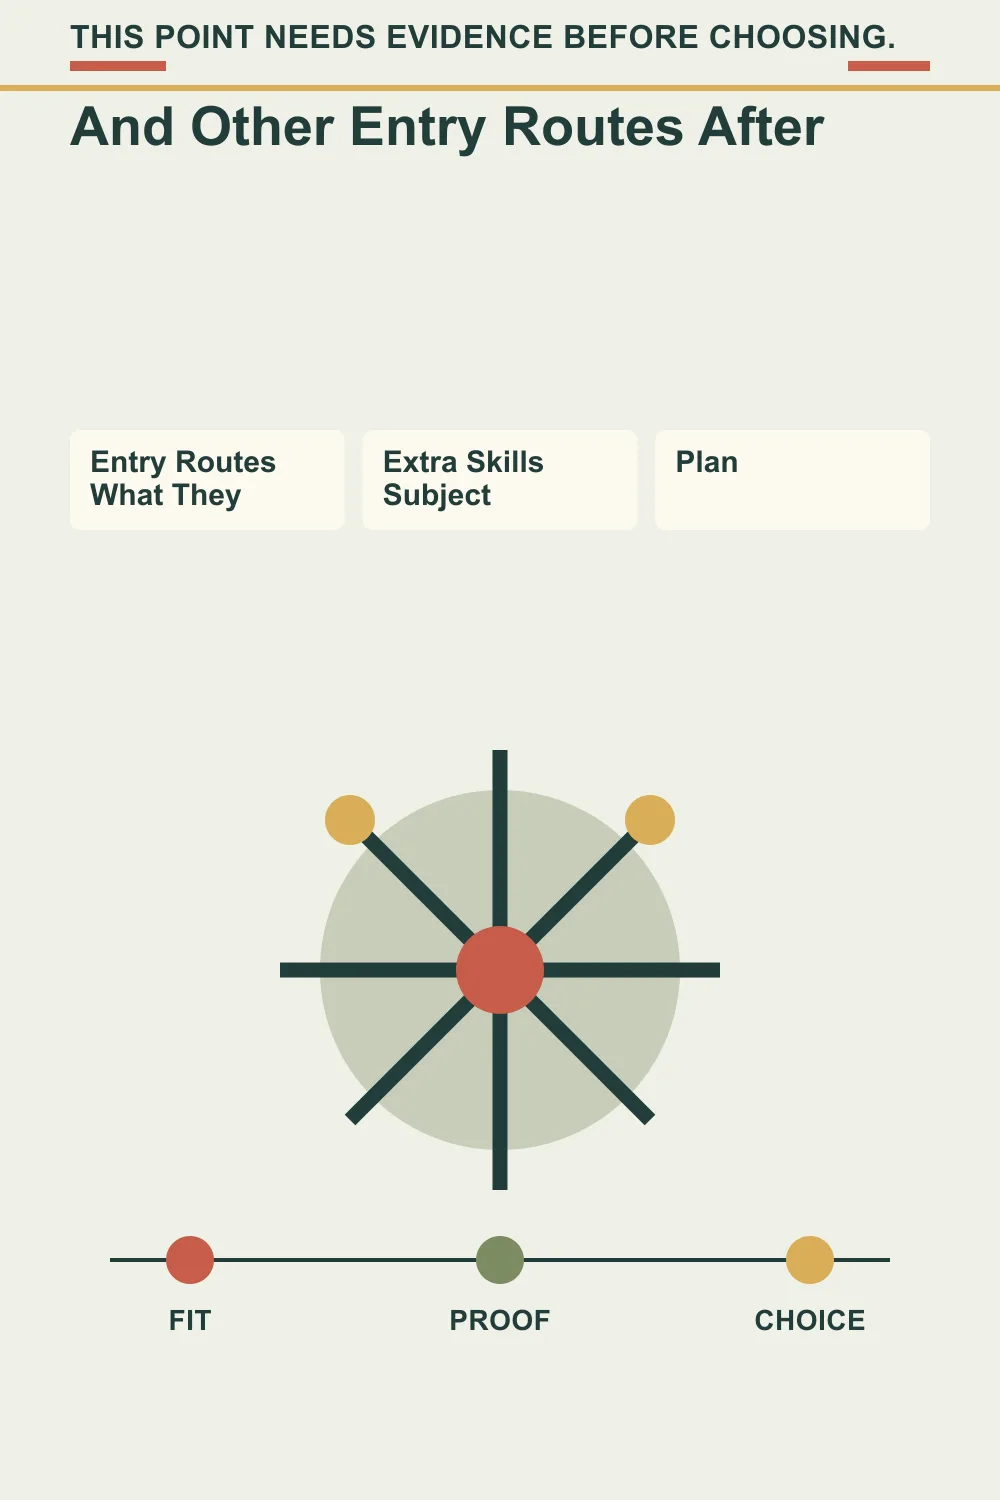 THIS POINT NEEDS EVIDENCE BEFORE CHOOSING.
And Other Entry Routes After
Entry Routes
What They
Extra Skills
Subject
Plan
FIT
PROOF
CHOICE